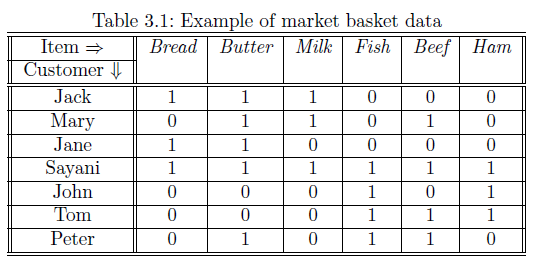 Table 3.1: Example of market basket data
Item ⇒ Bread Butter Milk Fish Beef Ham
Customer ⇓
Jack 1 1 1 0 0 0
Mary 0 1 1 0 1 0
Jane 1 1 0 0 0 0
Sayani 1 1 1 1 1 1
John 0 0 0 1 0 1
Tom 0 0 0 1 1 1
Peter 0 1 0 1 1 0